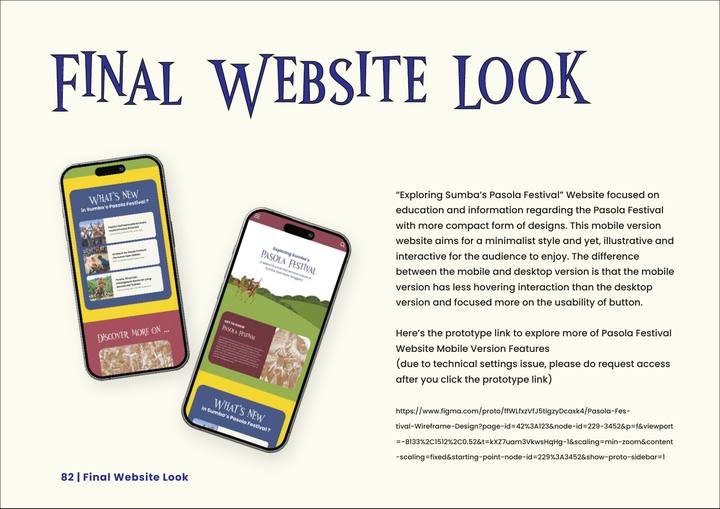 FINAL WEBSITE LOOK
WHAT'S NEW
in Sumba's Pasola Festival ?
DISCOVER MORE ON ...
Exploring Sumba's
PASOLA FESTIVAL
GET TO KNOW
PASOLA FESTIVAL
WHAT'S NEW
in Sumba's Pasola Festival ?
“Exploring Sumba’s Pasola Festival” Website focused on
education and information regarding the Pasola Festival
with more compact form of designs. This mobile version
website aims for a minimalist style and yet, illustrative and
interactive for the audience to enjoy. The difference
between the mobile and desktop version is that the mobile
version has less hovering interaction than the desktop
version and focused more on the usability of button.
Here’s the prototype link to explore more of Pasola Festival
Website Mobile Version Features
(due to technical settings issue, please do request access
after you click the prototype link)
https://www.figma.com/proto/ffWLfxzVfJ5tIgzyDcaxk4/Pasola-Fes-
tival-Wireframe-Design?page-id=42%3A123&node-id=229-3452&p=f&viewport
=-8133%2C1512%2C0.52&t=kXZ7uam3VkwsHqHg-1&scaling=min-zoom&content
-scaling=fixed&starting-point-node-id=229%3A3452&show-proto-sidebar=1
82 | Final Website Look